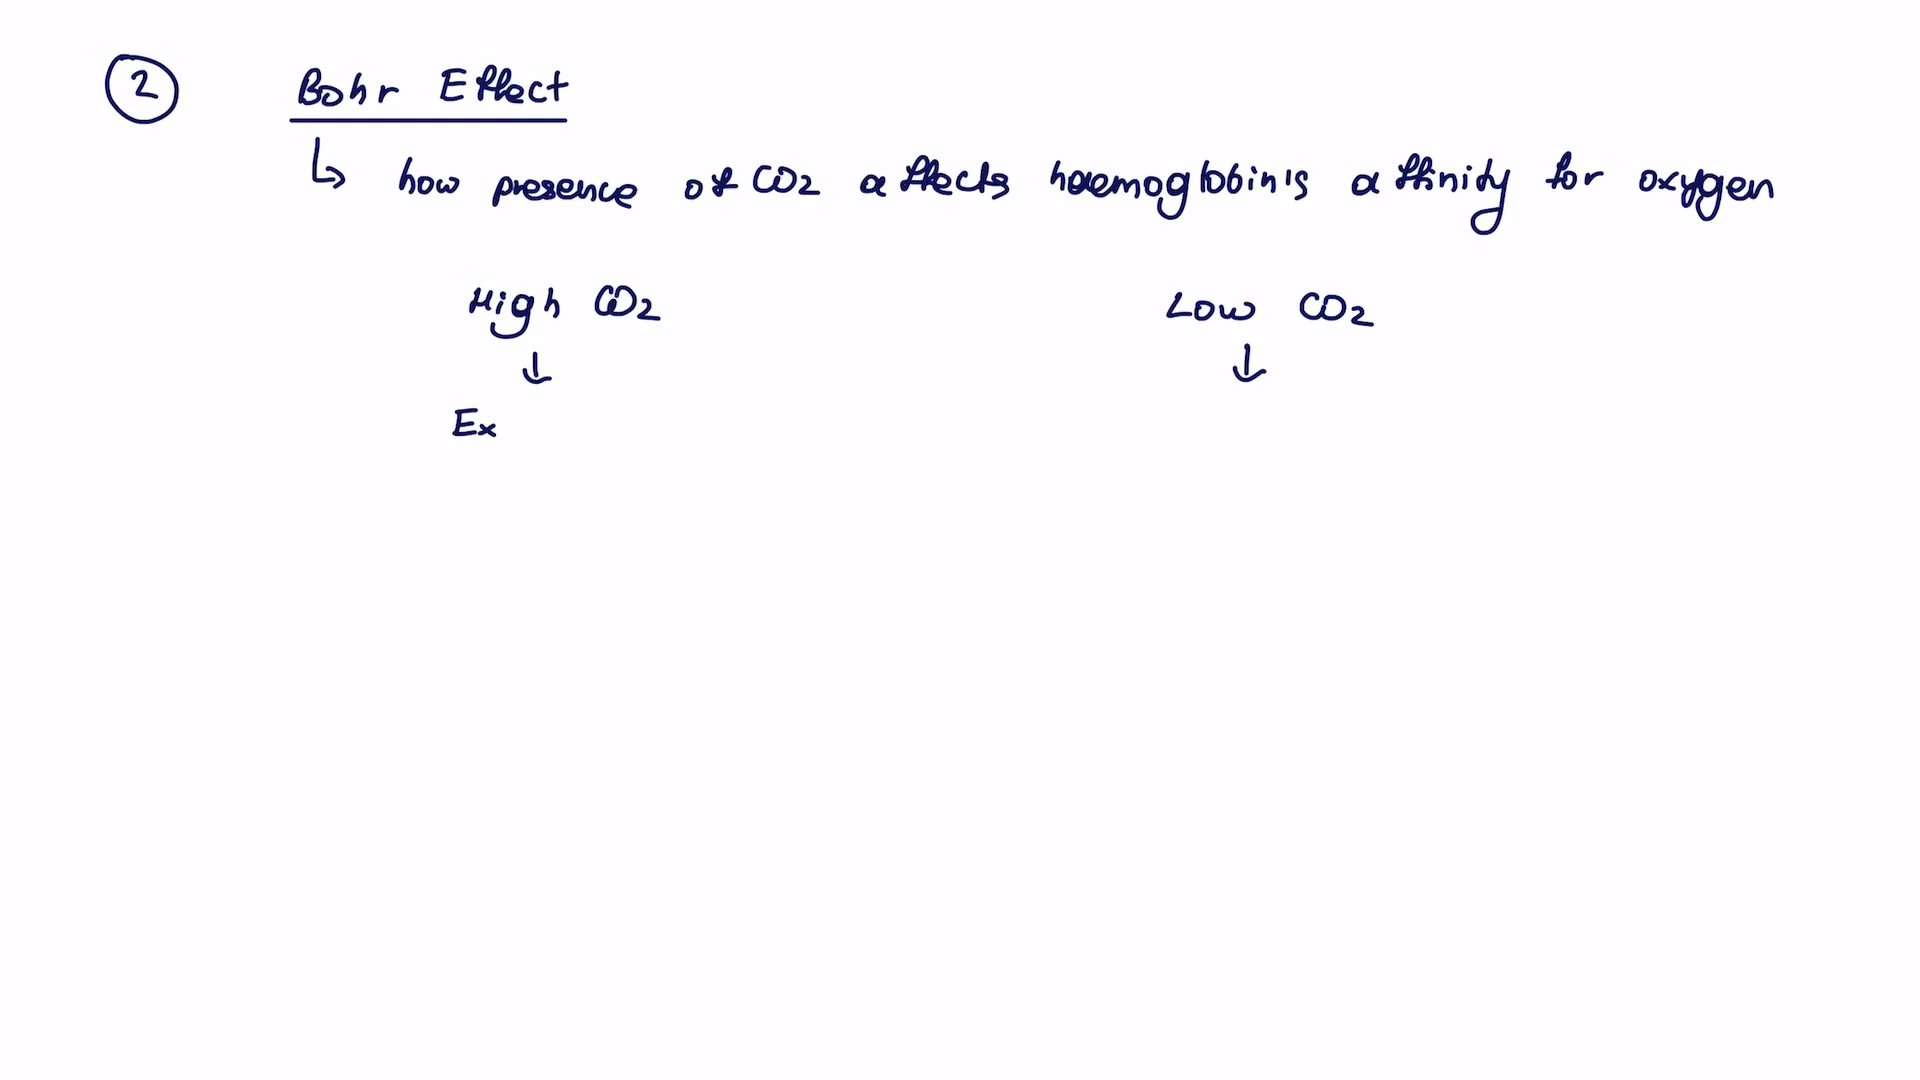 2 Bohr Effect
↳ how presence of CO2 affects haemoglobin's affinity for oxygen
High CO2 Low CO2
↓ ↓
Ex